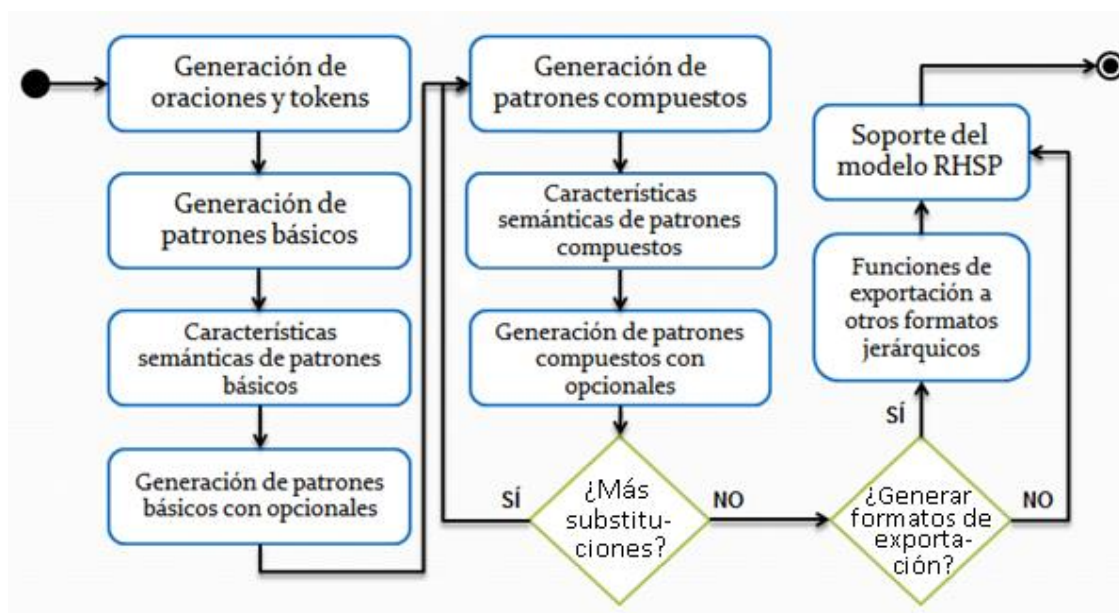 Generación de
oraciones y tokens
Generación de
patrones básicos
Característícas
semánticas de patrones
básicos
Generación de patrones
básicos con opcionales
Generación de
patrones compuestos
Característícas
semánticas de patrones
compuestos
Generación de patrones
compuestos con
opcionales
¿Más
substitu-
ciones?
SÍ
NO
¿Generar
formatos de
exporta-
ción?
SÍ
NO
Funciones de
exportación a
otros formatos
jerárquicos
Soporte del
modelo RHSP